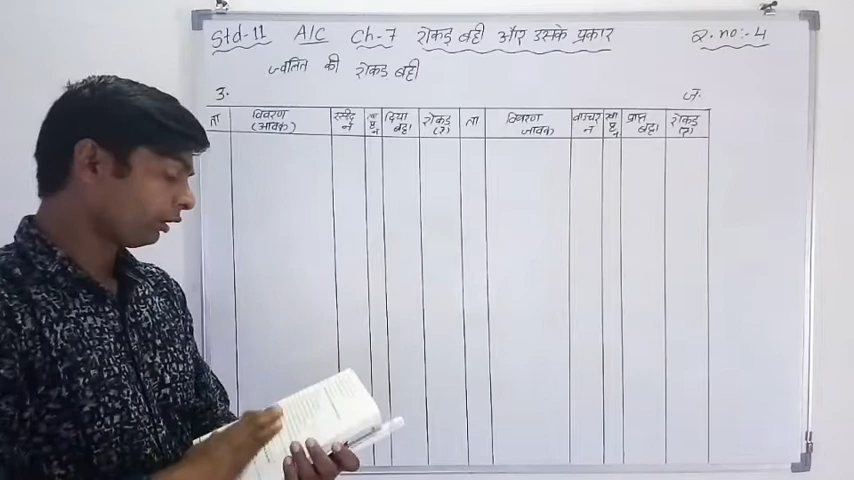 Std-11 A/C Ch-7 रोकड़ बही और उसके प्रकार Q.no:-4
ज्वलित की रोकड बही
उ. ज.
ता विवरण (आवक) रसीद नं खा पृ न दिया बट्टा रोकड़ (₹) ता विवरण जावक वाउचर नं खा पृ न प्राप्त बट्टा रोकड़ (₹)